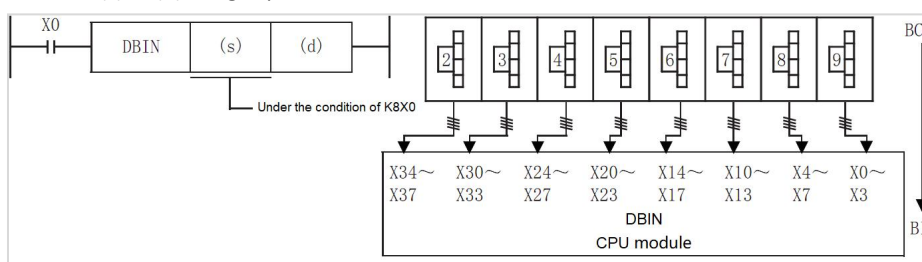 X0
DBIN (s) (d)
Under the condition of K8X0
2 3 4 5 6 7 8 9
X34～ X30～ X24～ X20～ X14～ X10～ X4～ X0～
X37 X33 X27 X23 X17 X13 X7 X3
DBIN
CPU module